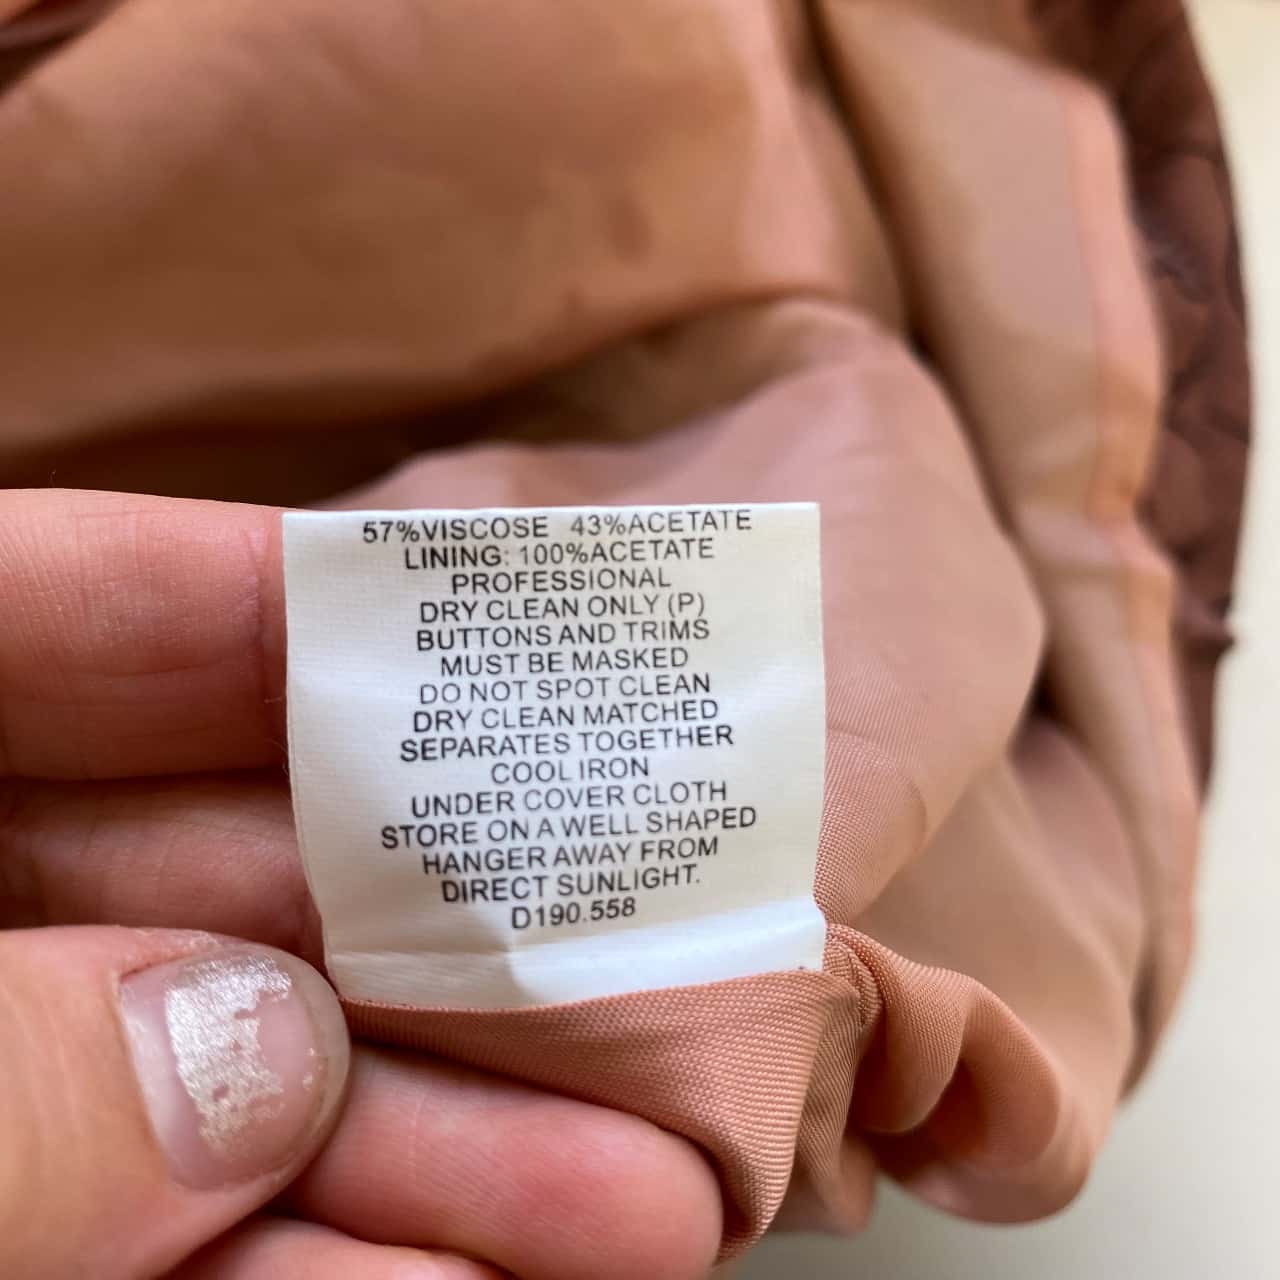 57%VISCOSE 43%ACETATE
LINING: 100%ACETATE
PROFESSIONAL
DRY CLEAN ONLY (P)
BUTTONS AND TRIMS
MUST BE MASKED
DO NOT SPOT CLEAN
DRY CLEAN MATCHED
SEPARATES TOGETHER
COOL IRON
UNDER COVER CLOTH
STORE ON A WELL SHAPED
HANGER AWAY FROM
DIRECT SUNLIGHT.
D190.558